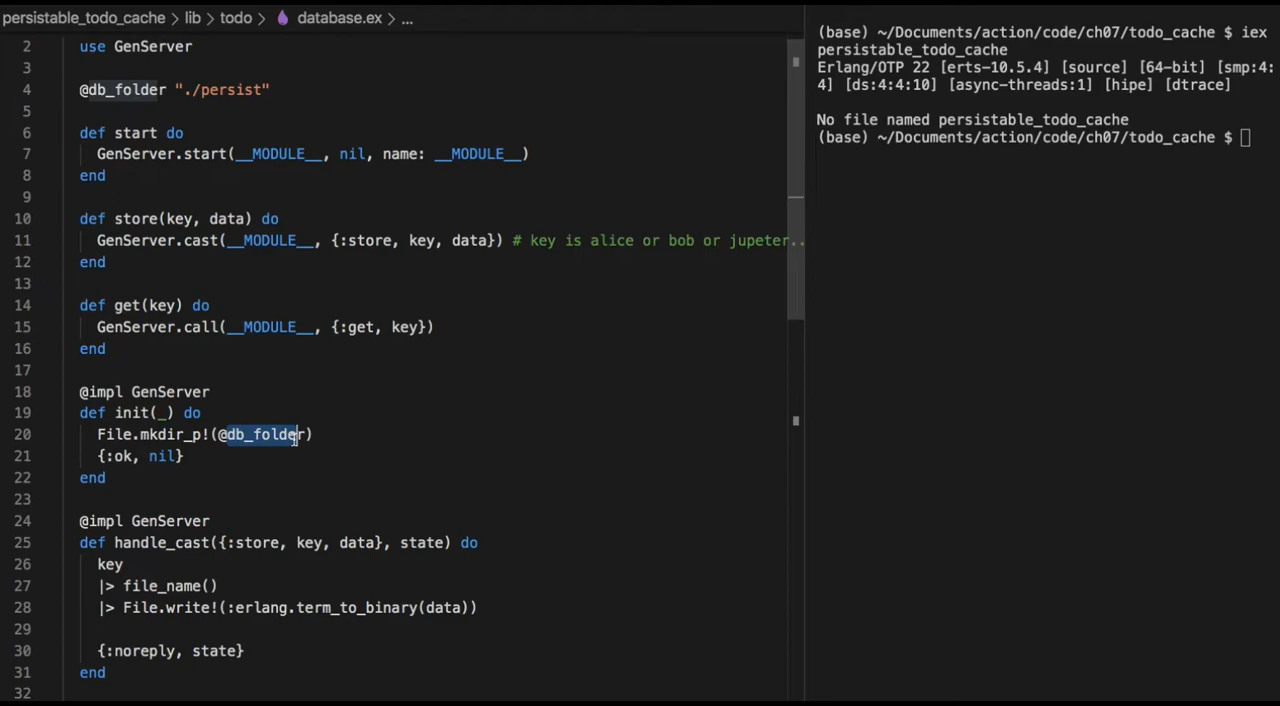 persistable_todo_cache > lib > todo > database.ex > ...
2 use GenServer
3
4 @db_folder "./persist"
5
6 def start do
7 GenServer.start(__MODULE__, nil, name: __MODULE__)
8 end
9
10 def store(key, data) do
11 GenServer.cast(__MODULE__, {:store, key, data}) # key is alice or bob or jupeter..
12 end
13
14 def get(key) do
15 GenServer.call(__MODULE__, {:get, key})
16 end
17
18 @impl GenServer
19 def init(_) do
20 File.mkdir_p!(@db_folder)
21 {:ok, nil}
22 end
23
24 @impl GenServer
25 def handle_cast({:store, key, data}, state) do
26 key
27 |> file_name()
28 |> File.write!(:erlang.term_to_binary(data))
29
30 {:noreply, state}
31 end
32
(base) ~/Documents/action/code/ch07/todo_cache $ iex
persistable_todo_cache
Erlang/OTP 22 [erts-10.5.4] [source] [64-bit] [smp:4:
4] [ds:4:4:10] [async-threads:1] [hipe] [dtrace]
No file named persistable_todo_cache
(base) ~/Documents/action/code/ch07/todo_cache $